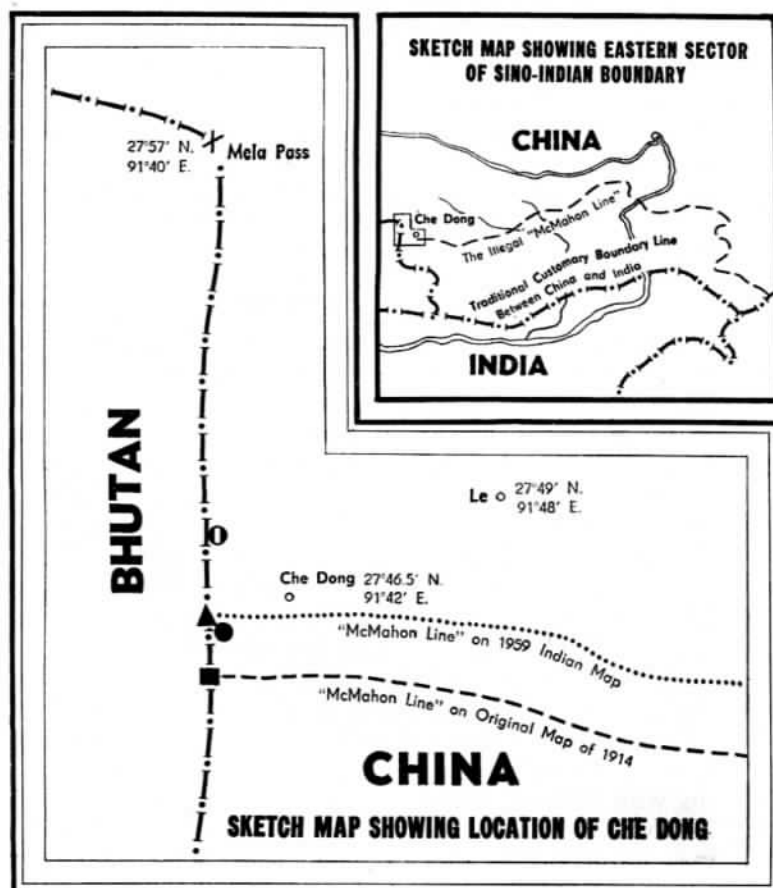 SKETCH MAP SHOWING EASTERN SECTOR
OF SINO-INDIAN BOUNDARY
CHINA
Che Dong
The Illegal "McMahon Line"
Traditional Customary Boundary Line
Between China and India
INDIA
27°57' N.
91°40' E.
Mela Pass
BHUTAN
Le 27°49' N.
91°48' E.
Che Dong 27°46.5' N.
91°42' E.
"McMahon Line" on 1959 Indian Map
"McMahon Line" on Original Map of 1914
CHINA
SKETCH MAP SHOWING LOCATION OF CHE DONG